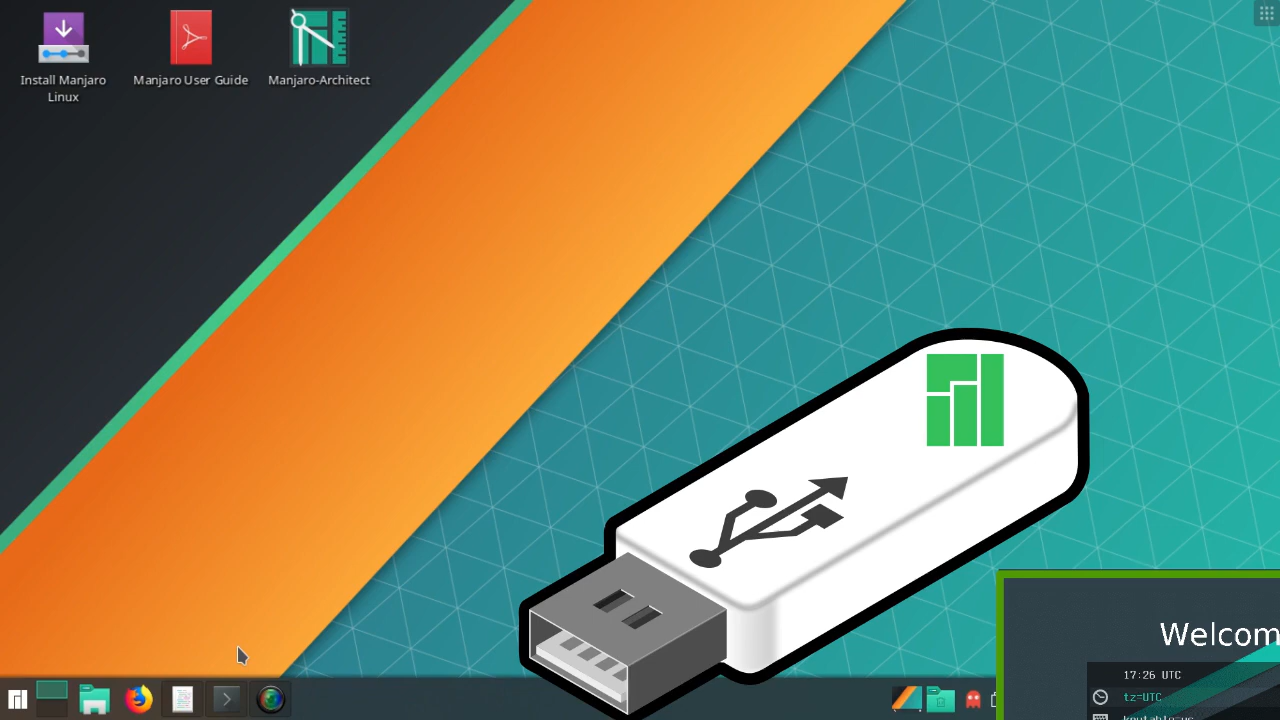 Install Manjaro
Linux
Manjaro User Guide
Manjaro-Architect
Welcom
17:26 UTC
tz=UTC